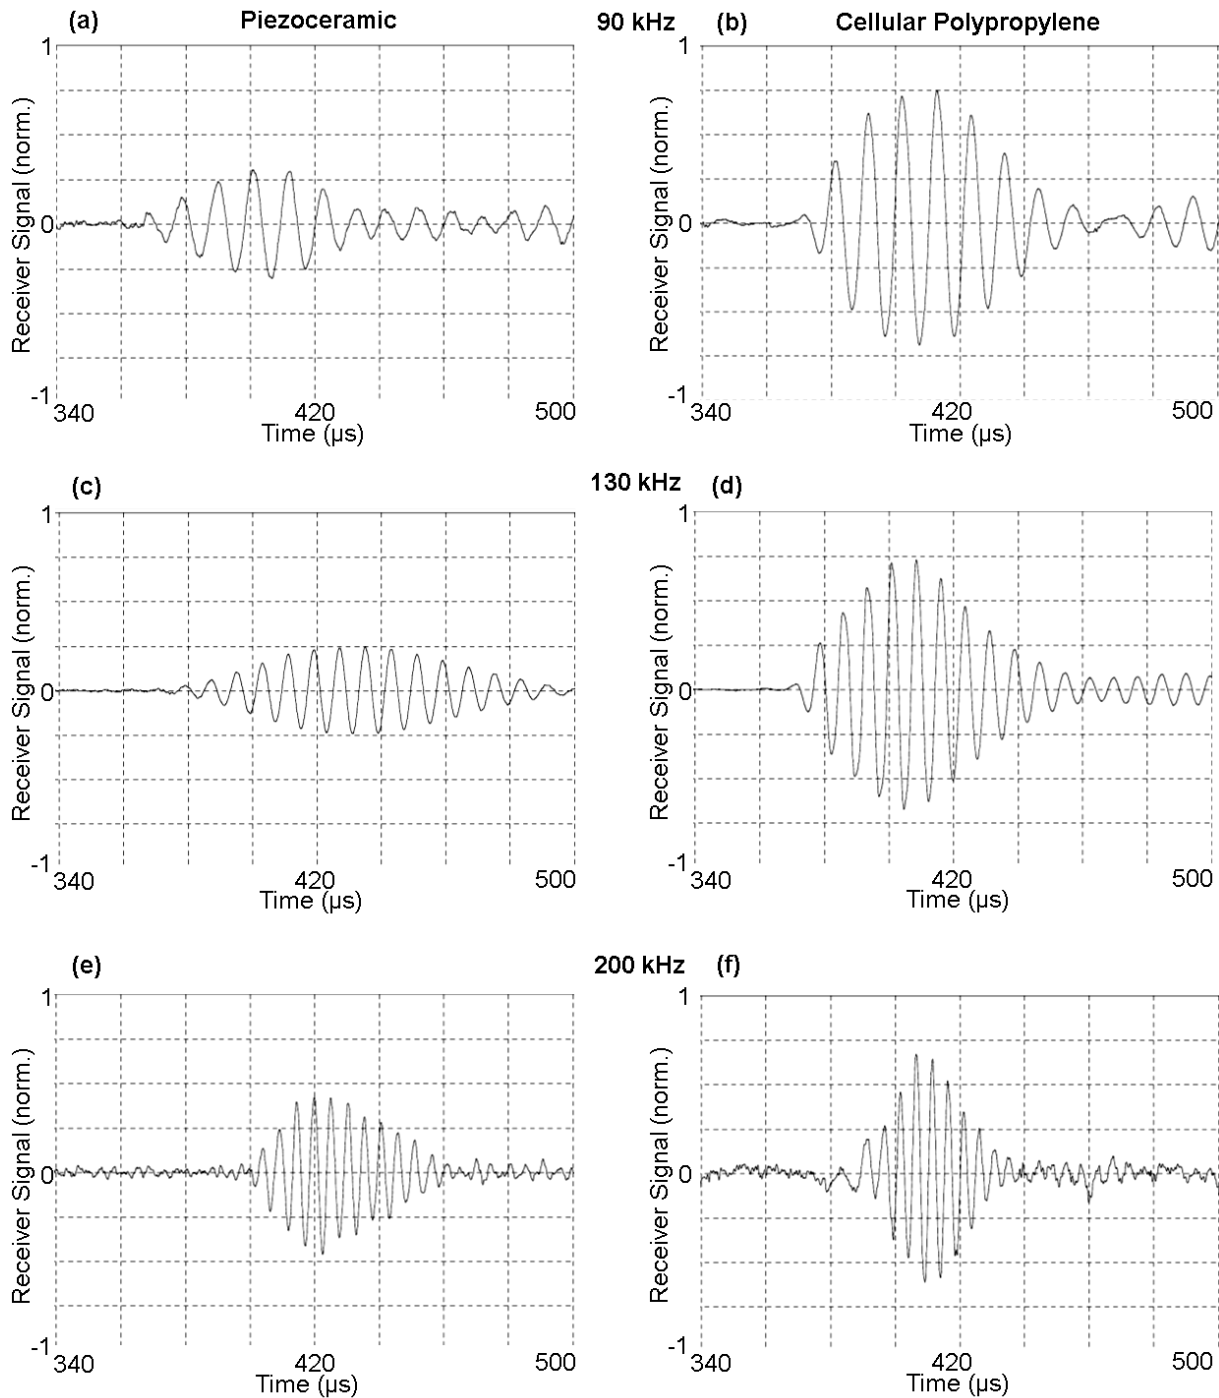 (a) Piezoceramic 90 kHz (b) Cellular Polypropylene
1
0
-1
Receiver Signal (norm.)
340 420 500
Time (µs)
1
0
-1
Receiver Signal (norm.)
340 420 500
Time (µs)
(c) 130 kHz (d)
1
0
-1
Receiver Signal (norm.)
340 420 500
Time (µs)
1
0
-1
Receiver Signal (norm.)
340 420 500
Time (µs)
(e) 200 kHz (f)
1
0
-1
Receiver Signal (norm.)
340 420 500
Time (µs)
1
0
-1
Receiver Signal (norm.)
340 420 500
Time (µs)